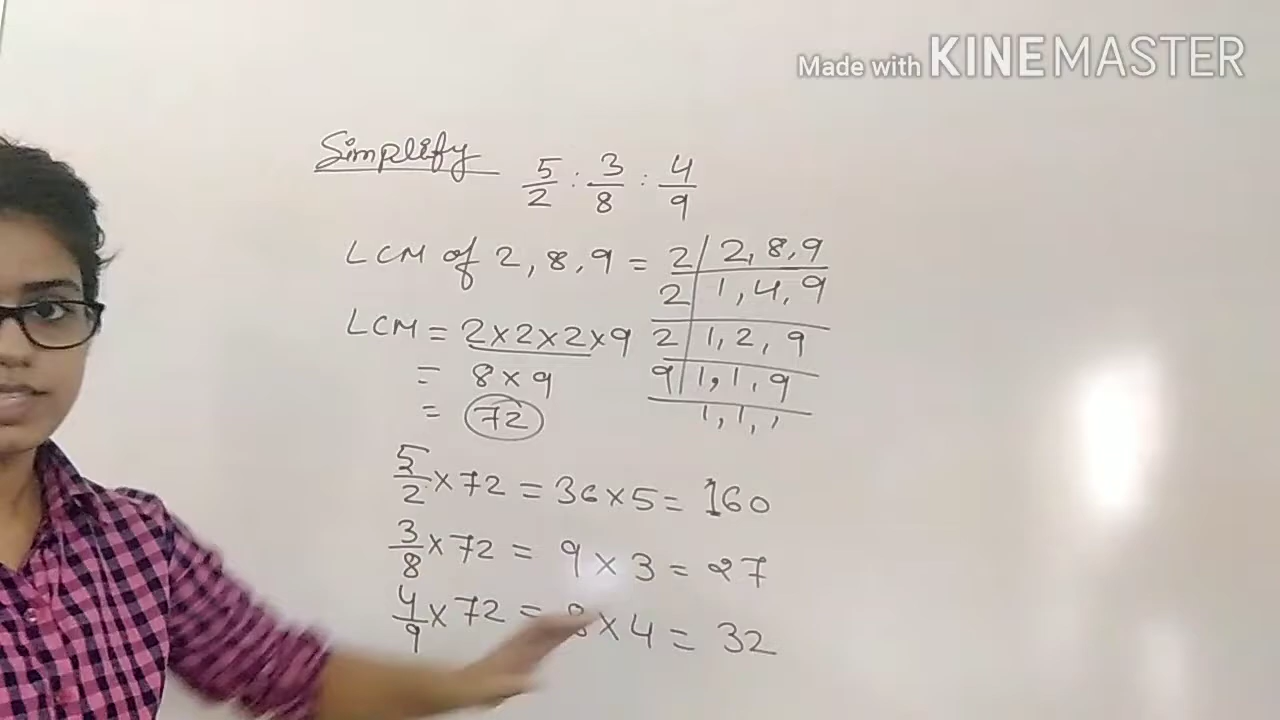 Made with KINEMASTER
Simplify 5/2 : 3/8 : 4/9
LCM of 2, 8, 9 = 2 | 2, 8, 9
2 | 1, 4, 9
LCM = 2×2×2×9 2 | 1, 2, 9
= 8×9 9 | 1, 1, 9
= 72 1, 1,
5/2 × 72 = 36×5 = 160
3/8 × 72 = 9×3 = 27
4/9 × 72 = 8×4 = 32